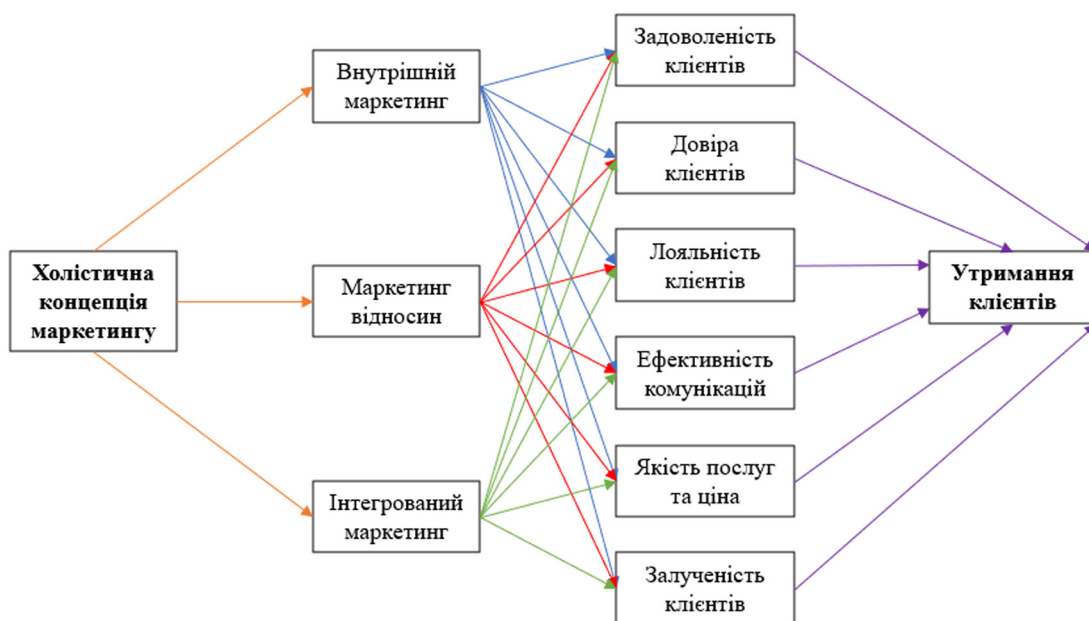 Холістична
концепція
маркетингу
Внутрішній
маркетинг
Маркетинг
відносин
Інтегрований
маркетинг
Задоволеність
клієнтів
Довіра
клієнтів
Лояльність
клієнтів
Ефективність
комунікацій
Якість послуг
та ціна
Залученість
клієнтів
Утримання
клієнтів